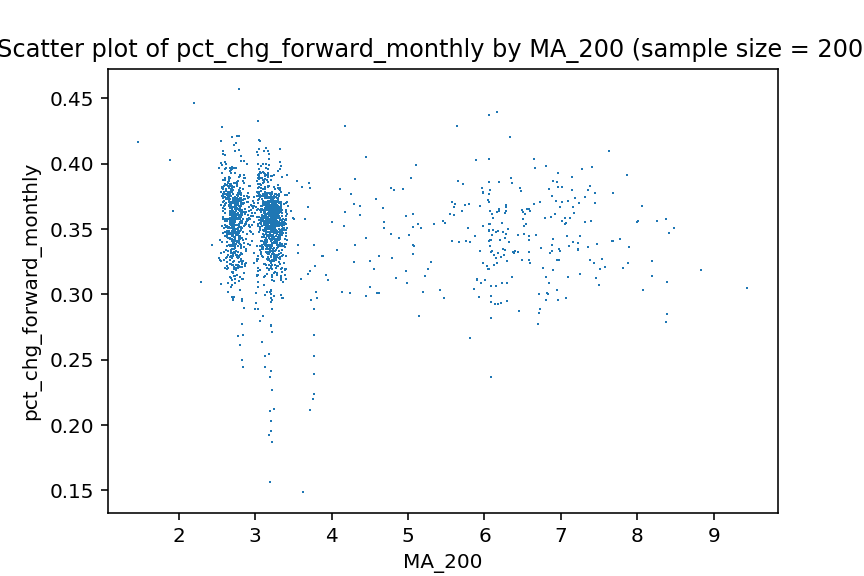 Scatter plot of pct_chg_forward_monthly by MA_200 (sample size = 200
0.45
0.40
0.35
0.30
0.25
0.20
0.15
pct_chg_forward_monthly
2 3 4 5 6 7 8 9
MA_200